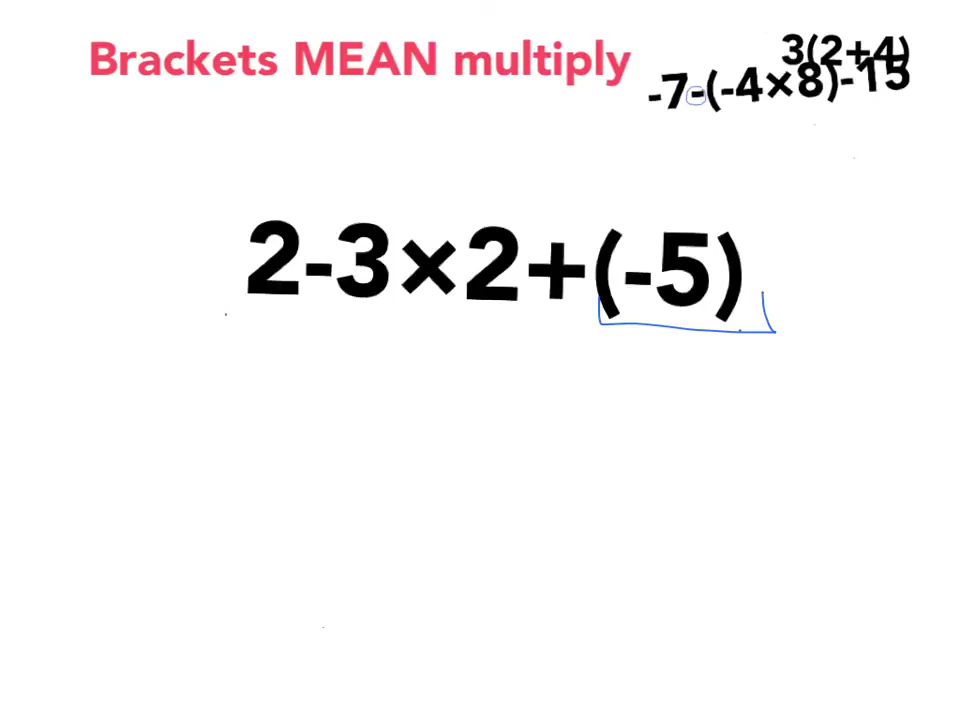 Brackets MEAN multiply
3(2+4)
-7-(-4×8)-15
2-3×2+(-5)